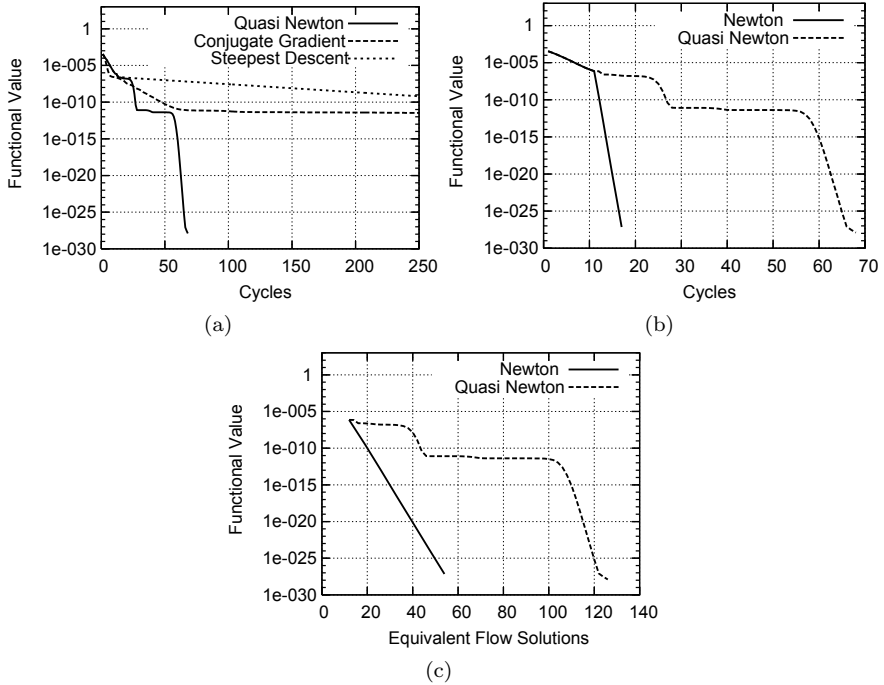 Functional Value
1
1e-005
1e-010
1e-015
1e-020
1e-025
1e-030
Quasi Newton
Conjugate Gradient
Steepest Descent
0 50 100 150 200 250
Cycles
(a)
Functional Value
1
1e-005
1e-010
1e-015
1e-020
1e-025
1e-030
Newton
Quasi Newton
0 10 20 30 40 50 60 70
Cycles
(b)
Functional Value
1
1e-005
1e-010
1e-015
1e-020
1e-025
1e-030
Newton
Quasi Newton
0 20 40 60 80 100 120 140
Equivalent Flow Solutions
(c)